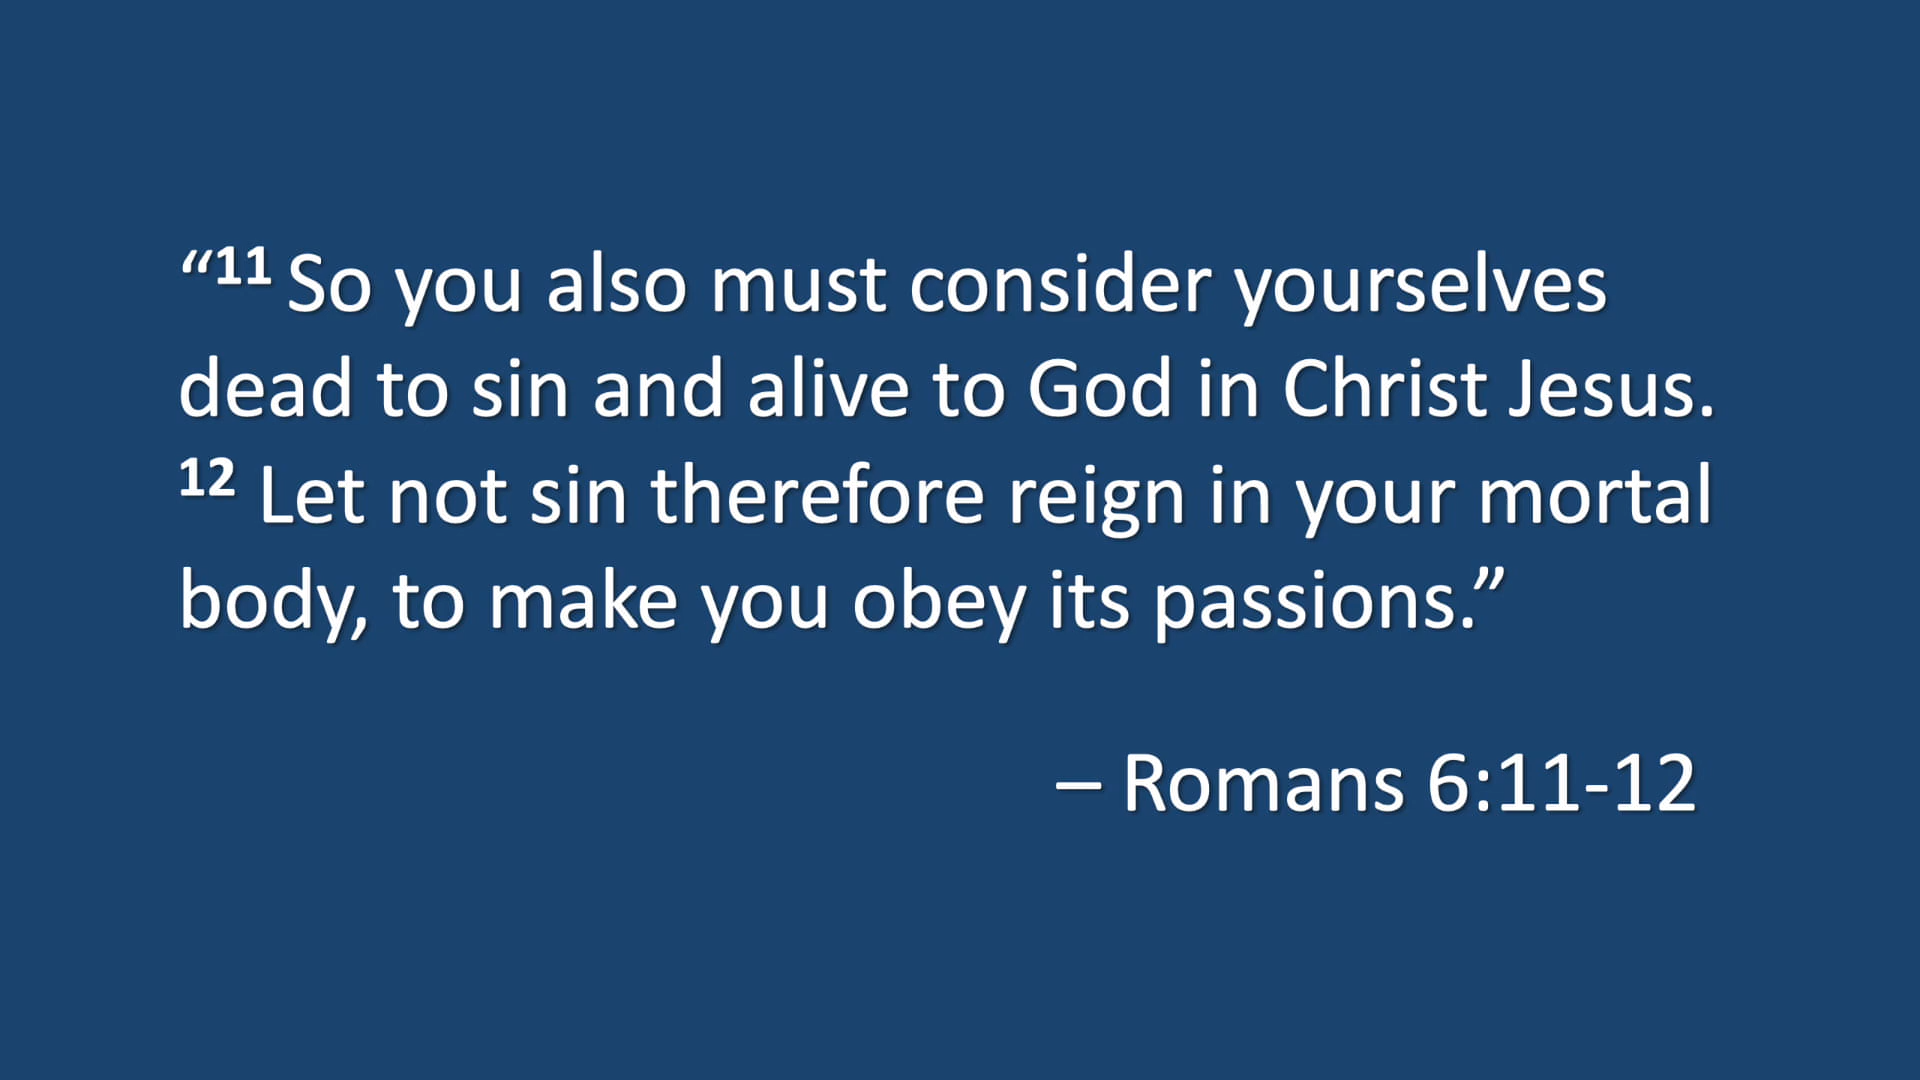 “11 So you also must consider yourselves
dead to sin and alive to God in Christ Jesus.
12 Let not sin therefore reign in your mortal
body, to make you obey its passions.”
– Romans 6:11-12